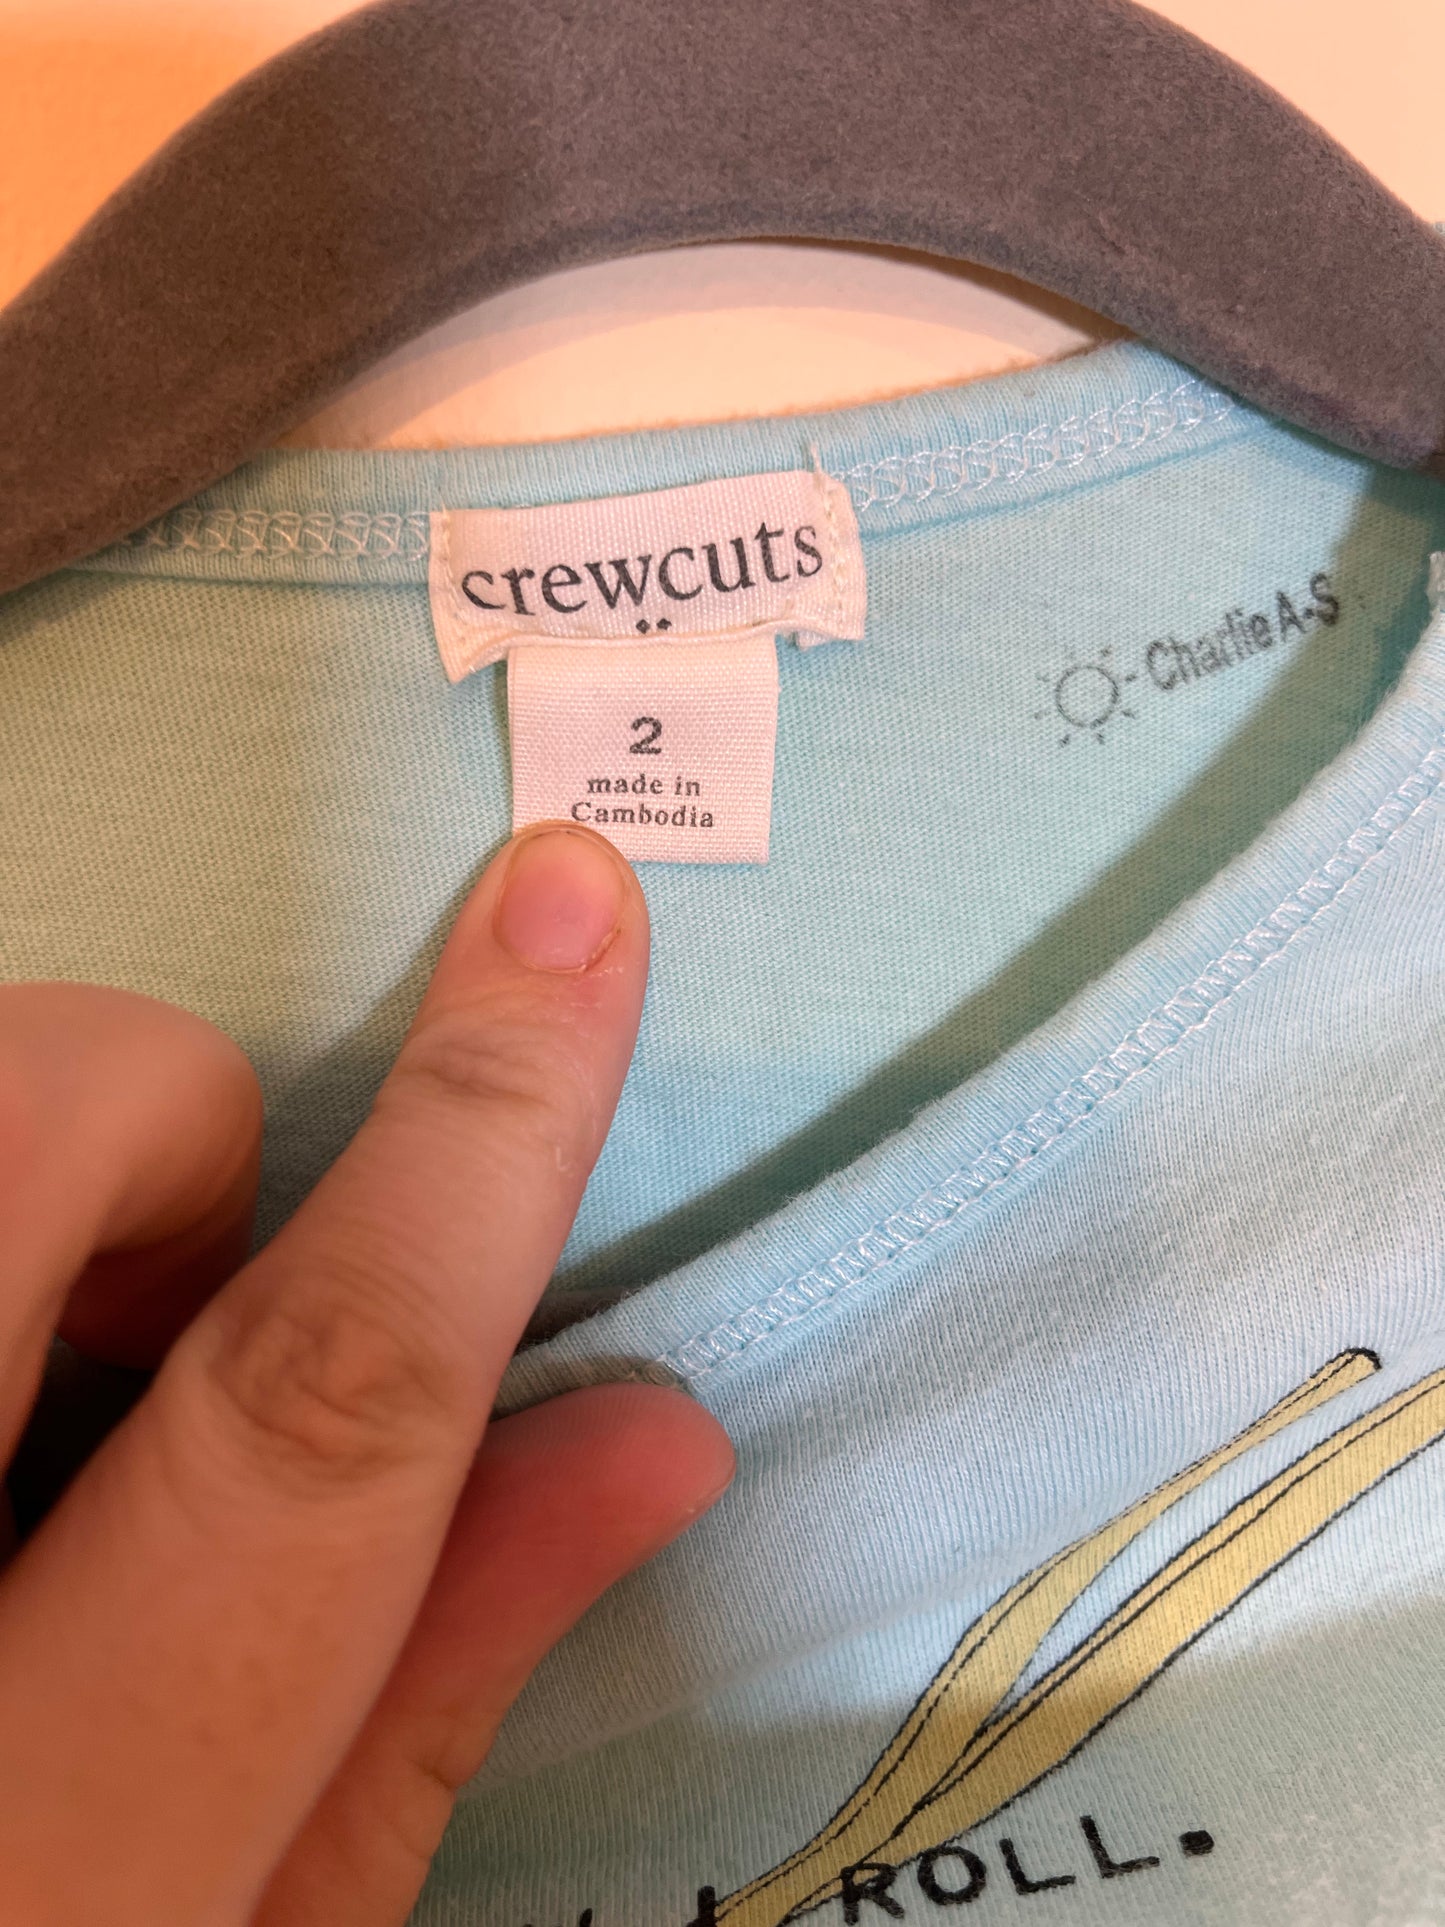 crewcuts
2
made in
Cambodia
Charlie A-S
ROLL.